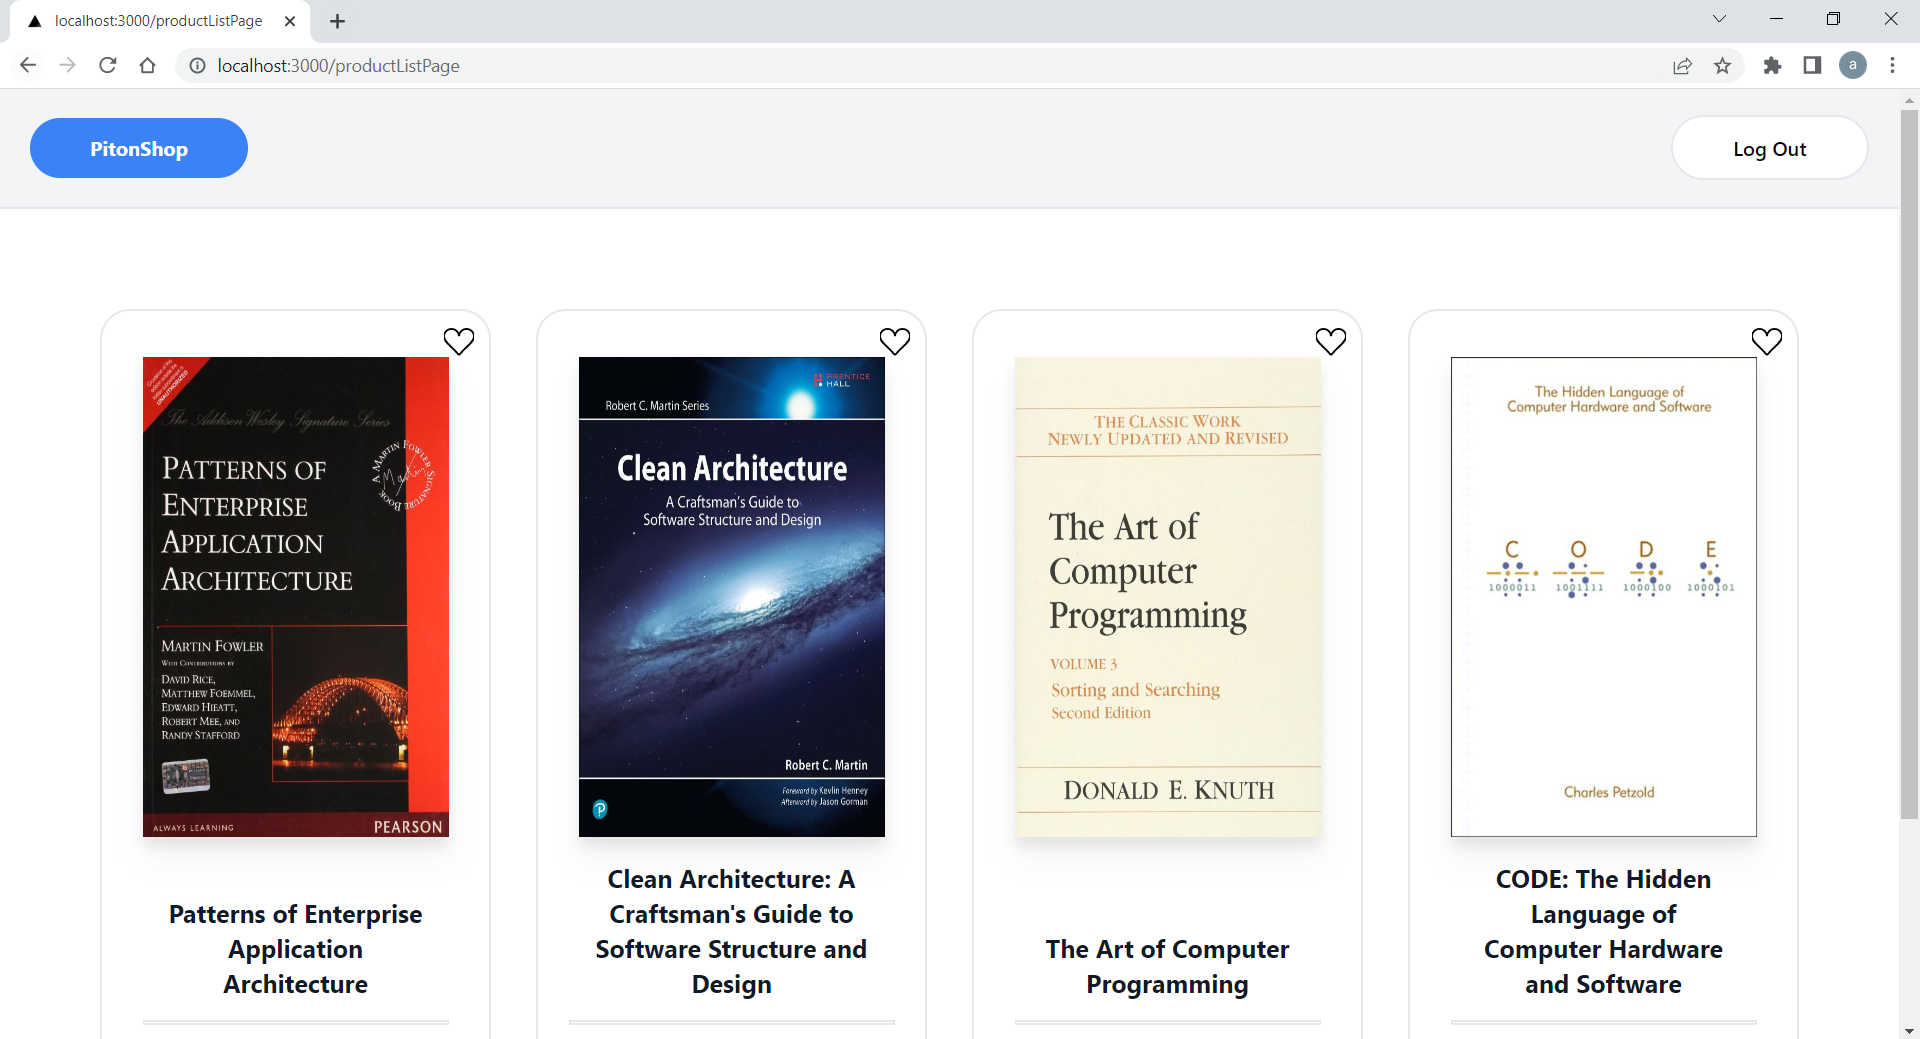 localhost:3000/productListPage
localhost:3000/productListPage
a
PitonShop
Log Out
UNAUTHORIZED
The Addison Wesley Signature Series
PATTERNS OF
ENTERPRISE
APPLICATION
ARCHITECTURE
A MARTIN FOWLER SIGNATURE BOOK
Martin
MARTIN FOWLER
WITH CONTRIBUTIONS BY
DAVID RICE,
MATTHEW FOEMMEL,
EDWARD HIEATT,
ROBERT MEE, AND
RANDY STAFFORD
ALWAYS LEARNING
PEARSON
Patterns of Enterprise
Application
Architecture
PRENTICE
HALL
Robert C. Martin Series
Clean Architecture
A Craftsman's Guide to
Software Structure and Design
Robert C. Martin
Foreword by Kevlin Henney
Afterword by Jason Gorman
P
Clean Architecture: A
Craftsman's Guide to
Software Structure and
Design
THE CLASSIC WORK
NEWLY UPDATED AND REVISED
The Art of
Computer
Programming
VOLUME 3
Sorting and Searching
Second Edition
DONALD E. KNUTH
The Art of Computer
Programming
The Hidden Language of
Computer Hardware and Software
C O D E
1000011 1001111 1000100 1000101
Charles Petzold
CODE: The Hidden
Language of
Computer Hardware
and Software